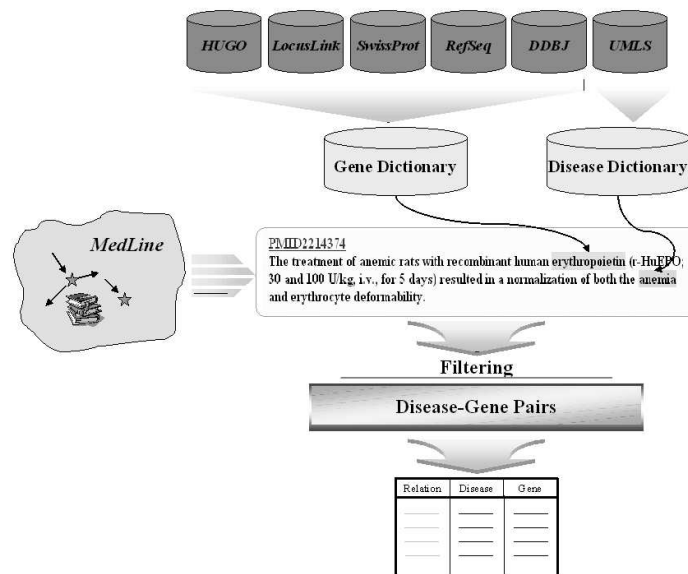 HUGO LocusLink SwissProt RefSeq DDBJ UMLS
Gene Dictionary Disease Dictionary
MedLine
PMID2214374
The treatment of anemic rats with recombinant human erythropoietin (r-HuEPO;
30 and 100 U/kg, i.v., for 5 days) resulted in a normalization of both the anemia
and erythrocyte deformability.
Filtering
Disease-Gene Pairs
Relation Disease Gene